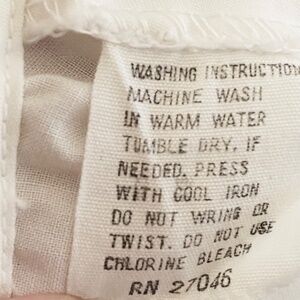 WASHING INSTRUCTION
MACHINE WASH
IN WARM WATER
TUMBLE DRY, IF
NEEDED. PRESS
WITH COOL IRON
DO NOT WRING OR
TWIST. DO NOT USE
CHLORINE BLEACH
RN 27046